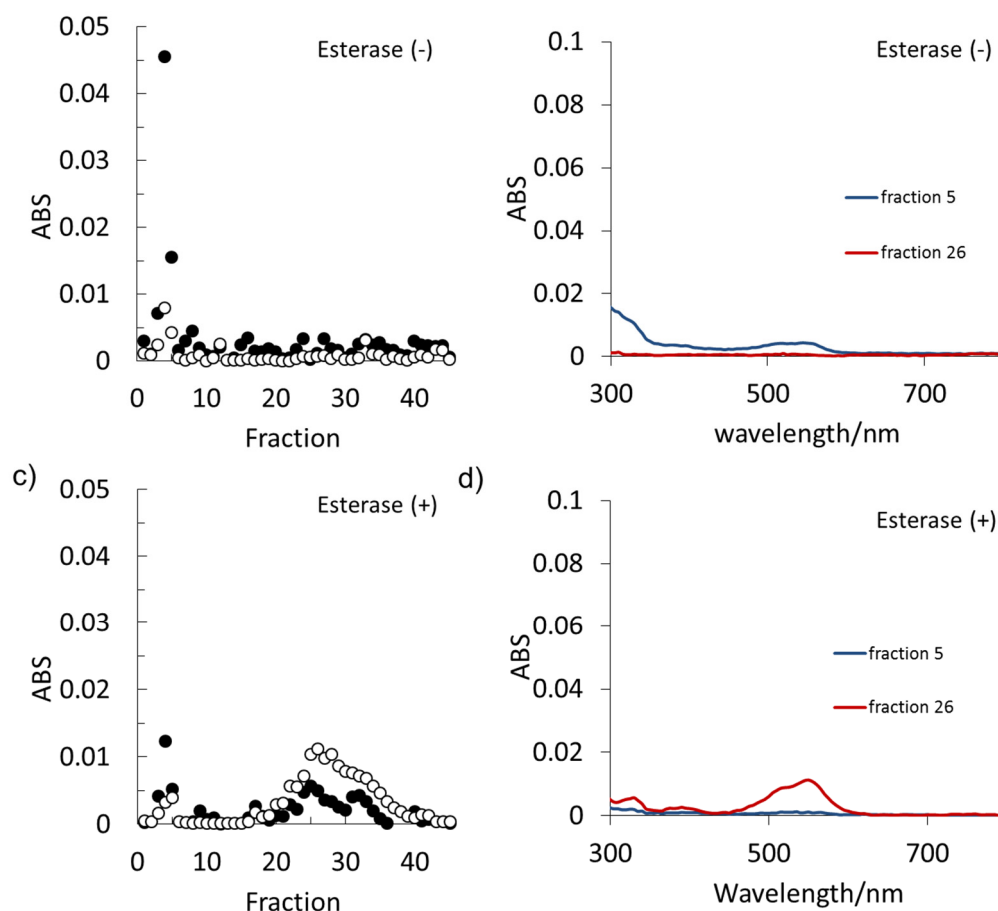 0.05
Esterase (-)
0.04
0.03
0.02
0.01
0
ABS
0 10 20 30 40
Fraction
0.1
Esterase (-)
0.08
0.06
0.04
0.02
0
ABS
fraction 5
fraction 26
300 500 700
wavelength/nm
c)
0.05
Esterase (+)
0.04
0.03
0.02
0.01
0
ABS
0 10 20 30 40
Fraction
d)
0.1
Esterase (+)
0.08
0.06
0.04
0.02
0
ABS
fraction 5
fraction 26
300 500 700
Wavelength/nm